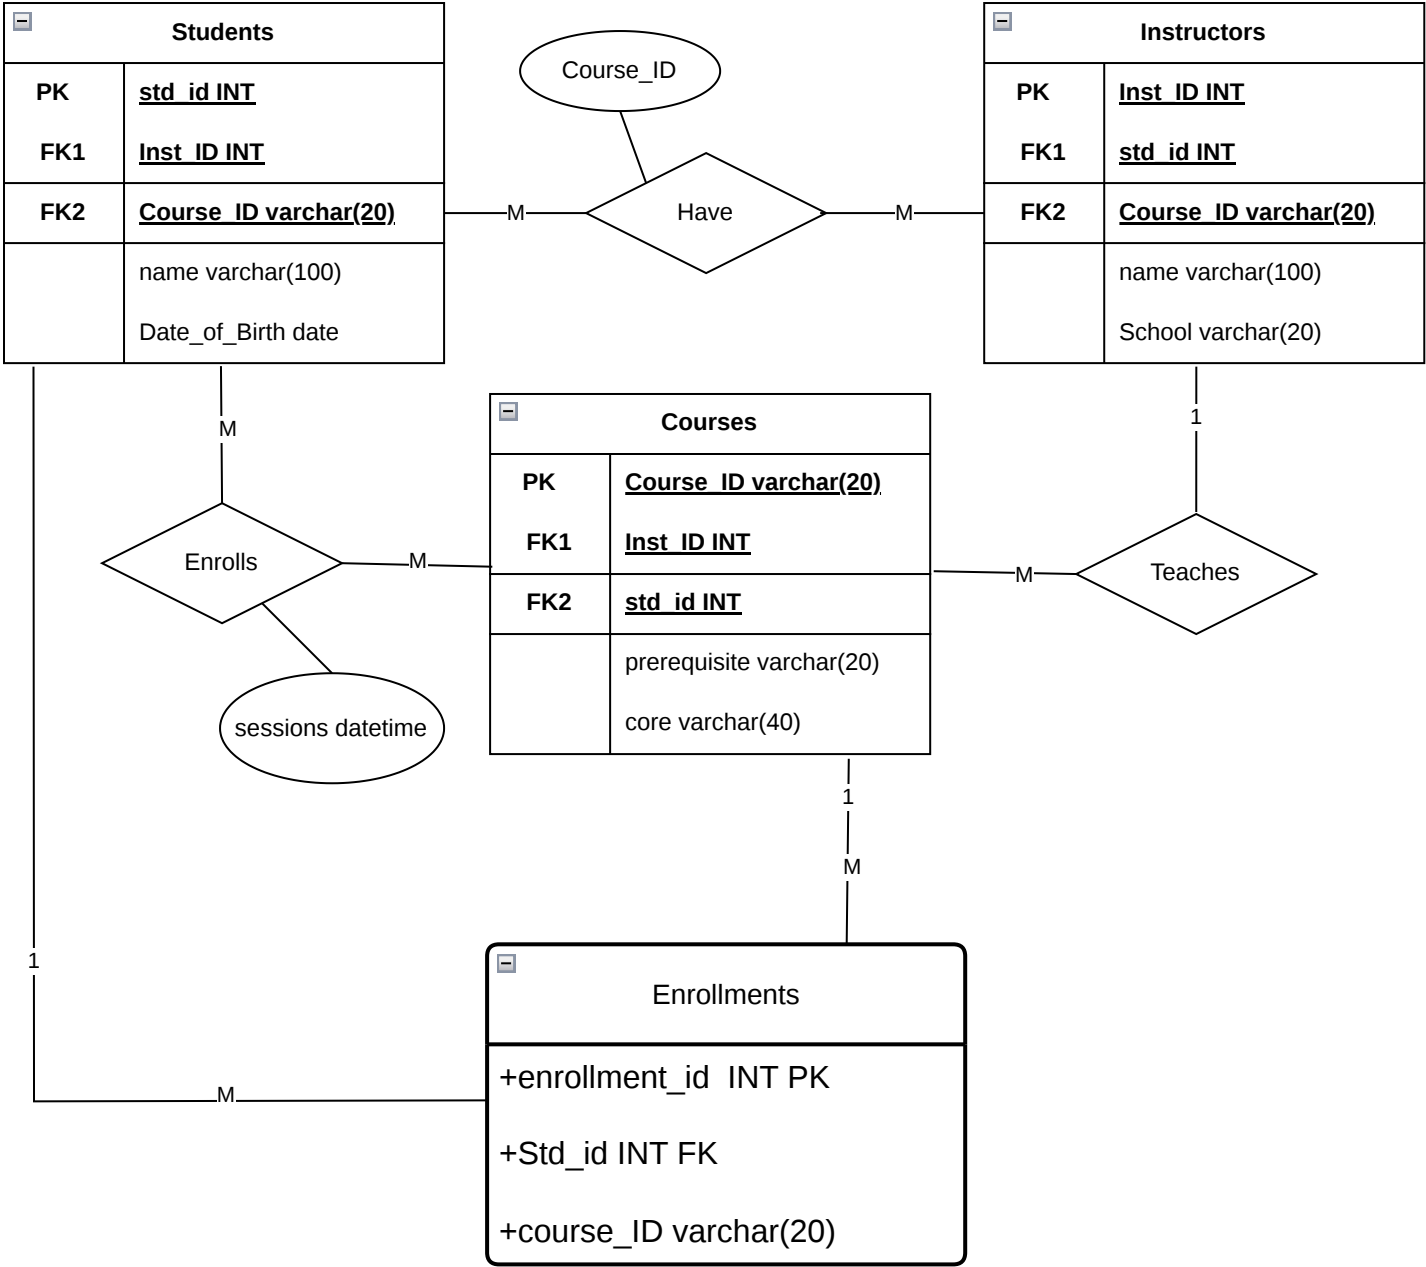 Students
PK std_id INT
FK1 Inst_ID INT
FK2 Course_ID varchar(20)
name varchar(100)
Date_of_Birth date
Course_ID
M
Have
M
Instructors
PK Inst_ID INT
FK1 std_id INT
FK2 Course_ID varchar(20)
name varchar(100)
School varchar(20)
M
Enrolls
M
sessions datetime
Courses
PK Course_ID varchar(20)
FK1 Inst_ID INT
FK2 std_id INT
prerequisite varchar(20)
core varchar(40)
1
Teaches
M
1
M
1
M
Enrollments
+enrollment_id INT PK
+Std_id INT FK
+course_ID varchar(20)